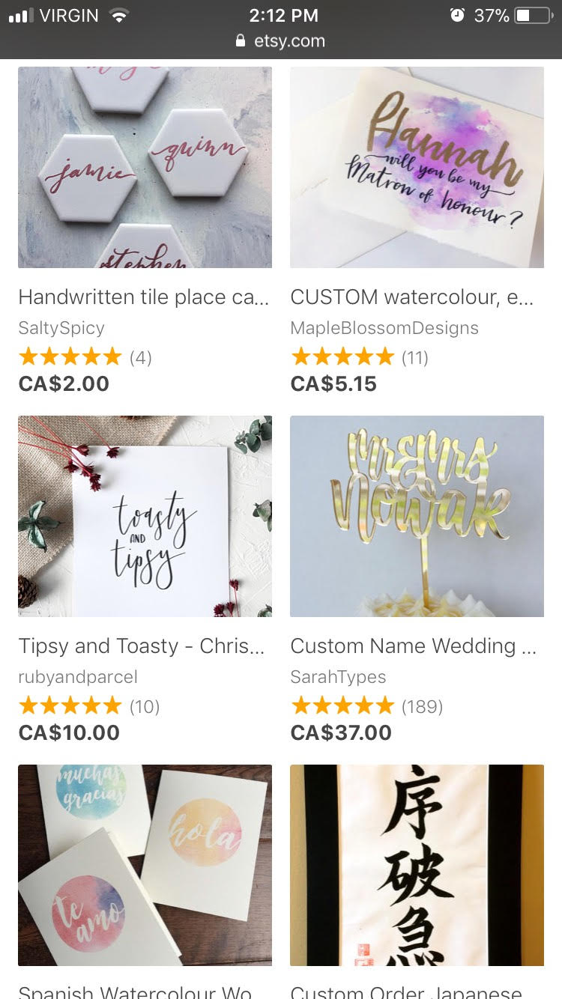 VIRGIN
2:12 PM
37%
etsy.com
jamie
quinn
stephen
Hannah
will you be my
Matron of honour?
Handwritten tile place ca...
CUSTOM watercolour, e...
SaltySpicy
MapleBlossomDesigns
(4)
(11)
CA$2.00
CA$5.15
toasty
AND
tipsy
mr&mrs
Nowak
Tipsy and Toasty - Chris...
Custom Name Wedding ...
rubyandparcel
SarahTypes
(10)
(189)
CA$10.00
CA$37.00
muchas
gracias
hola
te
amo
序
破
急
Spanish Watercolour Wo
Custom Order Japanese